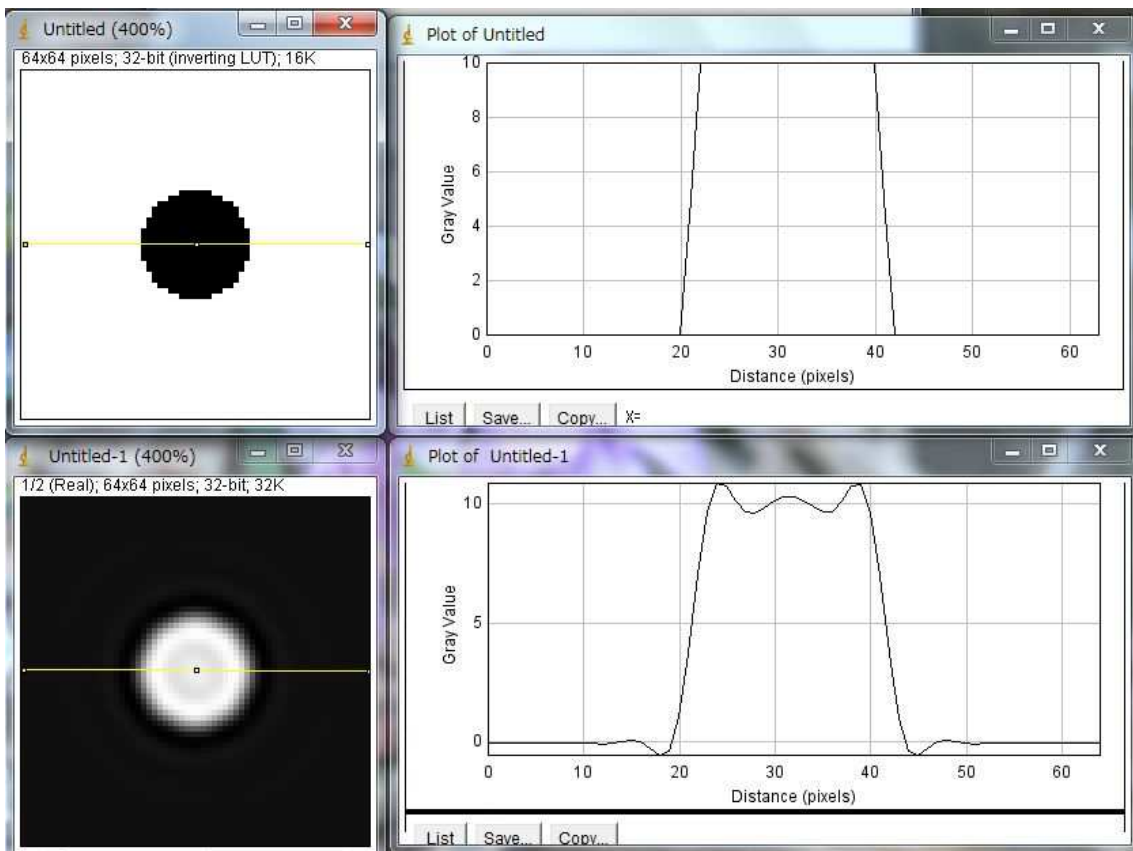 Untitled (400%)
64x64 pixels; 32-bit (inverting LUT); 16K
Plot of Untitled
10
8
6
4
2
0
Gray Value
0 10 20 30 40 50 60
Distance (pixels)
List Save... Copy... X=
Untitled-1 (400%)
1/2 (Real); 64x64 pixels; 32-bit; 32K
Plot of Untitled-1
10
5
0
Gray Value
0 10 20 30 40 50 60
Distance (pixels)
List Save... Copy...